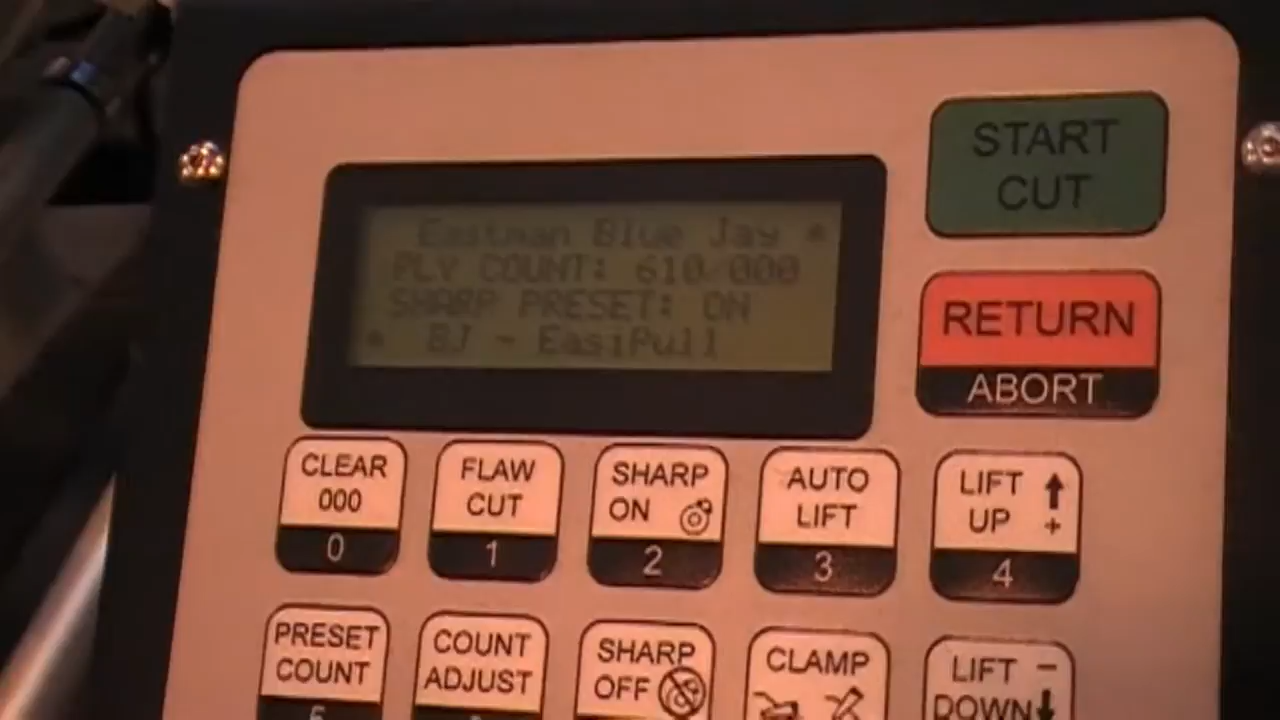 START
CUT
Eastman Blue Jay *
PLY COUNT: 610/000
SHARP PRESET: ON
* BJ - EasiPull
RETURN
ABORT
CLEAR
000
0
FLAW
CUT
1
SHARP
ON
2
AUTO
LIFT
3
LIFT
UP +
4
PRESET
COUNT
5
COUNT
ADJUST
SHARP
OFF
CLAMP
LIFT -
DOWN